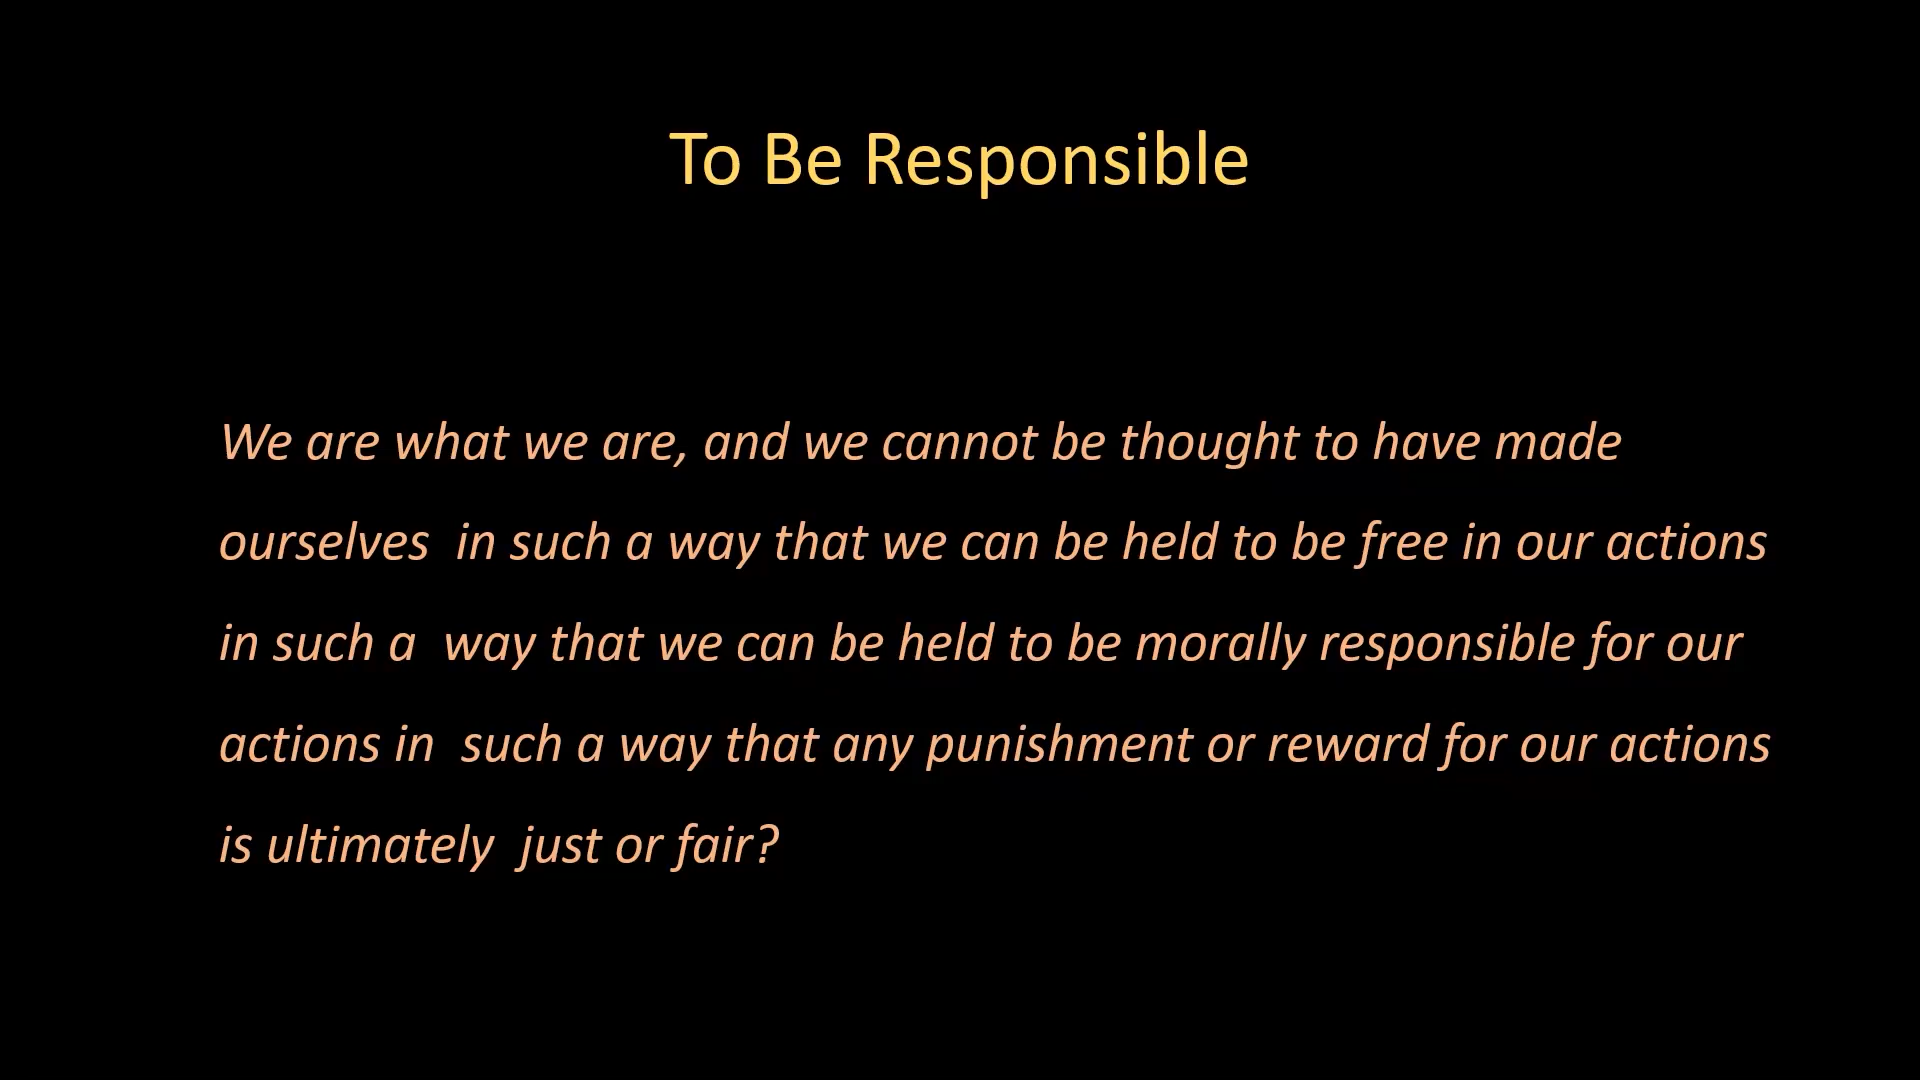 To Be Responsible
We are what we are, and we cannot be thought to have made
ourselves  in such a way that we can be held to be free in our actions
in such a  way that we can be held to be morally responsible for our
actions in  such a way that any punishment or reward for our actions
is ultimately  just or fair?